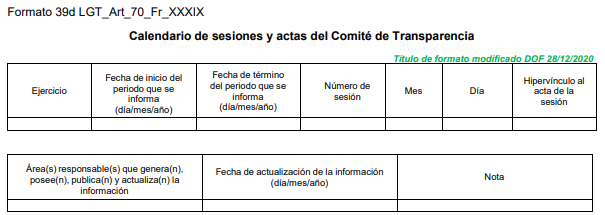 Formato 39d LGT_Art_70_Fr_XXXIX
Calendario de sesiones y actas del Comité de Transparencia
Título de formato modificado DOF 28/12/2020
Ejercicio
Fecha de inicio del
periodo que se
informa
(día/mes/año)
Fecha de término
del periodo que se
informa
(día/mes/año)
Número de
sesión
Mes
Día
Hipervínculo al
acta de la
sesión
Área(s) responsable(s) que genera(n),
posee(n), publica(n) y actualiza(n) la
información
Fecha de actualización de la información
(día/mes/año)
Nota